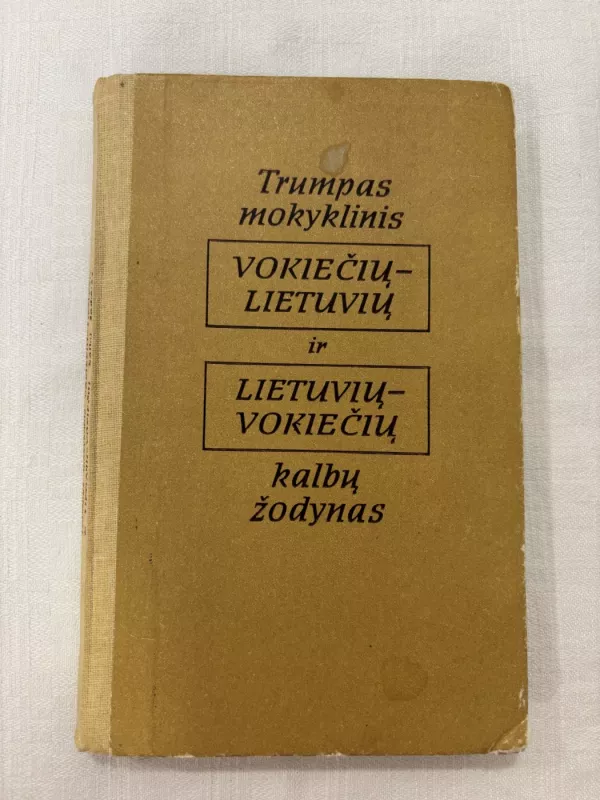 Trumpas
mokyklinis
VOKIEČIŲ–
LIETUVIŲ
ir
LIETUVIŲ–
VOKIEČIŲ
kalbų
žodynas